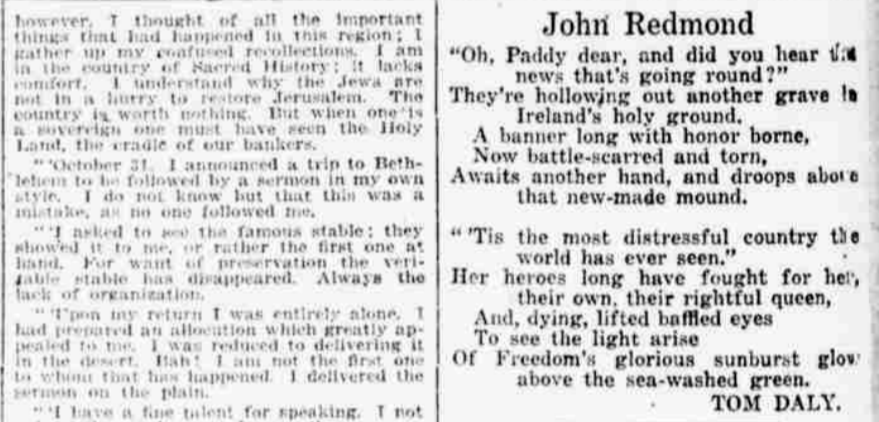 however, I thought of all the important
things that had happened in this region; I
gather up my confused recollections. I am
in the country of Sacred History; it lacks
comfort. I understand why the Jews are
not in a hurry to restore Jerusalem. The
country is worth nothing. But when one is
a sovereign one must have seen the Holy
Land, the cradle of our bankers.
"'October 31. I announced a trip to Beth-
lehem to be followed by a sermon in my own
style. I do not know but that this was a
mistake, as no one followed me.
"'I asked to see the famous stable; they
showed it to me, or rather the first one at
hand. For want of preservation the veri-
table stable has disappeared. Always the
lack of organization.
"'Upon my return I was entirely alone. I
had prepared an allocution which greatly ap-
pealed to me. I was reduced to delivering it
in the desert. Bah! I am not the first one
to whom that has happened. I delivered the
sermon on the plain.
"'I have a fine talent for speaking. I not
John Redmond
"Oh, Paddy dear, and did you hear the
news that's going round?"
They're hollowing out another grave in
Ireland's holy ground.
A banner long with honor borne,
Now battle-scarred and torn,
Awaits another hand, and droops above
that new-made mound.
"'Tis the most distressful country the
world has ever seen."
Her heroes long have fought for her,
their own, their rightful queen,
And, dying, lifted baffled eyes
To see the light arise
Of Freedom's glorious sunburst glow
above the sea-washed green.
TOM DALY.